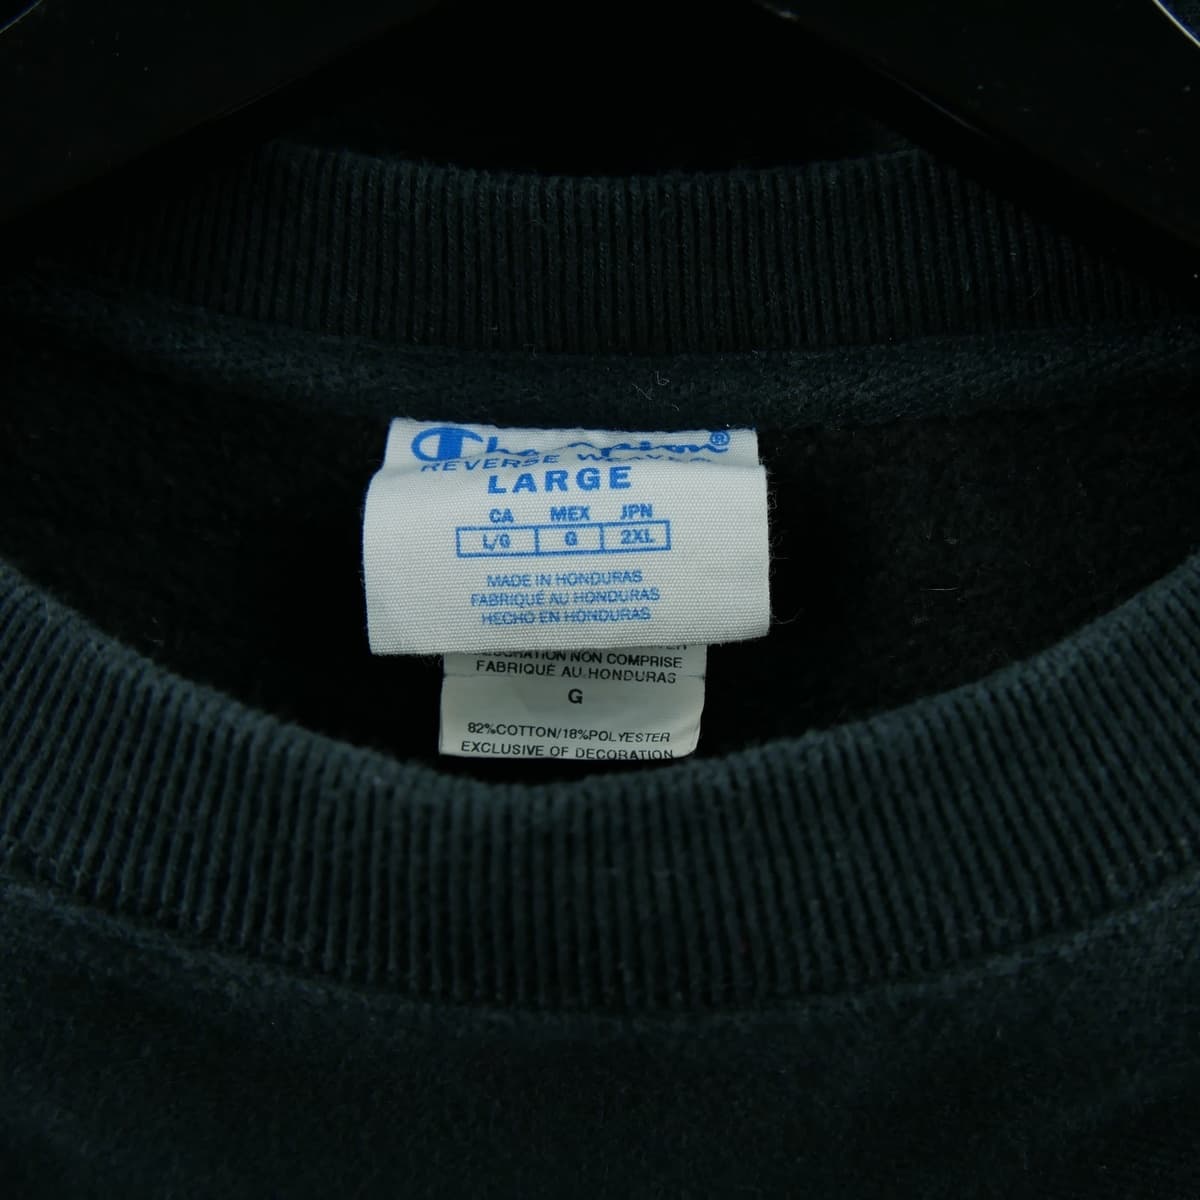 Champion®
REVERSE WEAVE
LARGE
CA MEX JPN
L/G G 2XL
MADE IN HONDURAS
FABRIQUÉ AU HONDURAS
HECHO EN HONDURAS
NON COMPRISE
FABRIQUÉ AU HONDURAS
G
82%COTTON/18%POLYESTER
EXCLUSIVE OF DECORATION